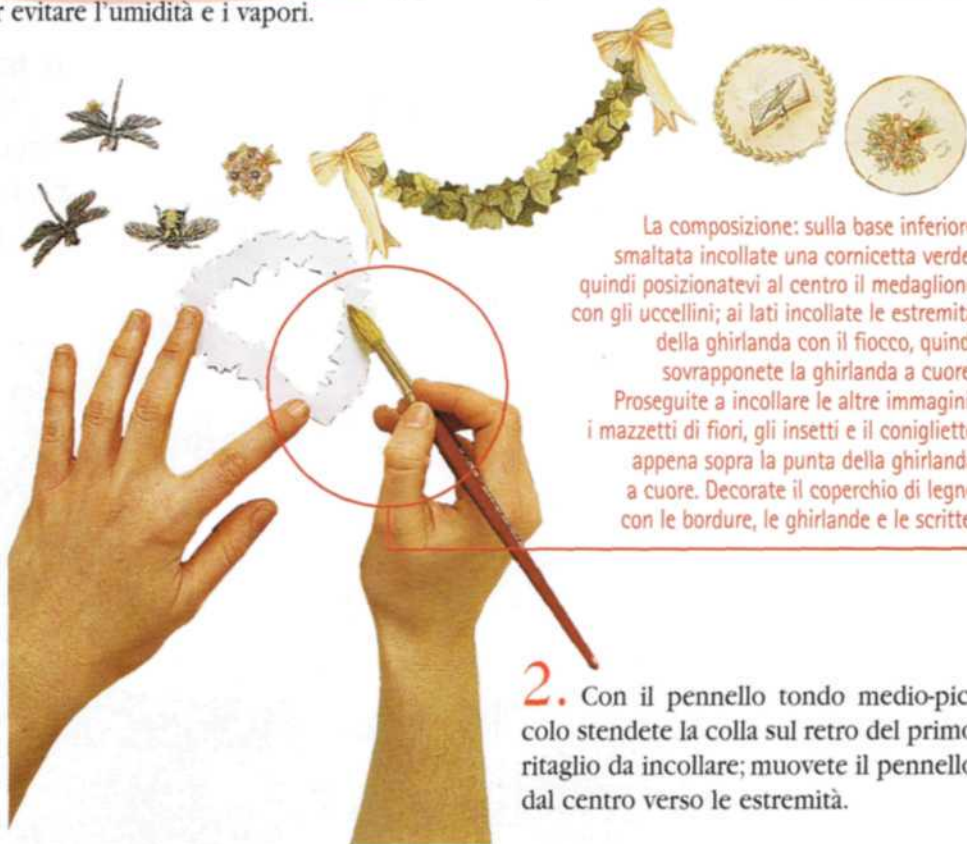 r evitare l'umidità e i vapori.
La composizione: sulla base inferior
smaltata incollate una cornicetta verde
quindi posizionatevi al centro il medaglion
con gli uccellini; ai lati incollate le estremit
della ghirlanda con il fiocco, quind
sovrapponete la ghirlanda a cuore
Proseguite a incollare le altre immagini
i mazzetti di fiori, gli insetti e il conigliett
appena sopra la punta della ghirland
a cuore. Decorate il coperchio di legn
con le bordure, le ghirlande e le scritte
2. Con il pennello tondo medio-pic
colo stendete la colla sul retro del primo
ritaglio da incollare; muovete il pennello
dal centro verso le estremità.